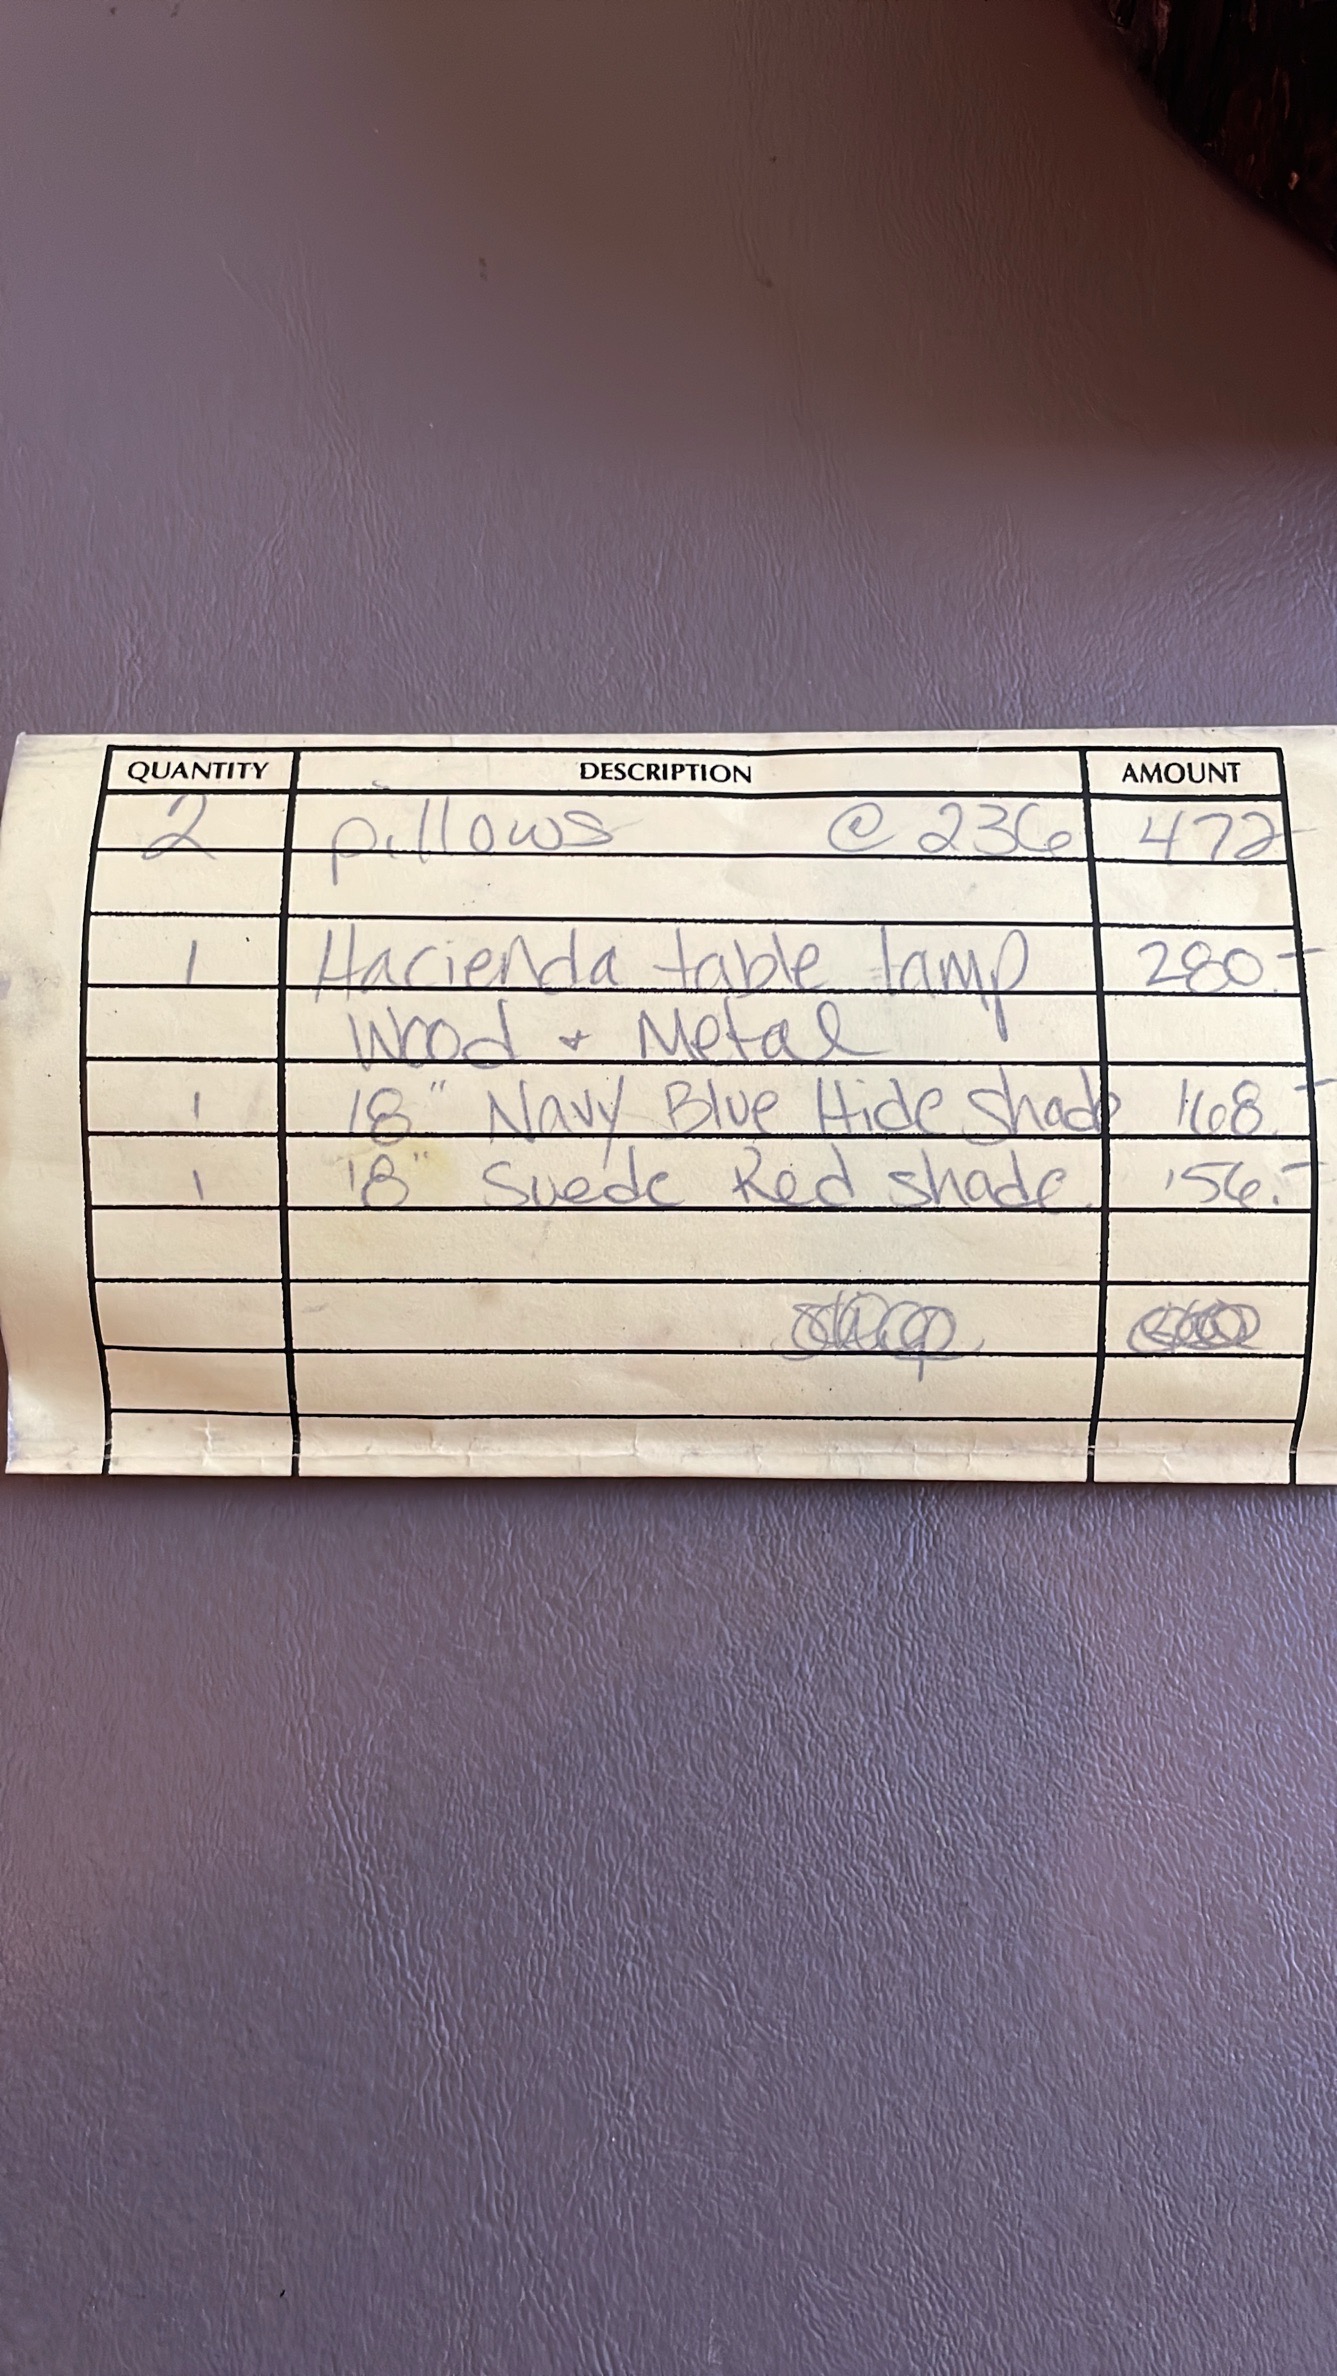 QUANTITY DESCRIPTION AMOUNT
2 pillows @ 236 472-
1 Hacienda table lamp 280.-
Wood + Metal
1 18" Navy Blue Hide shade 168.-
1 18" Suede Red shade. 156.-